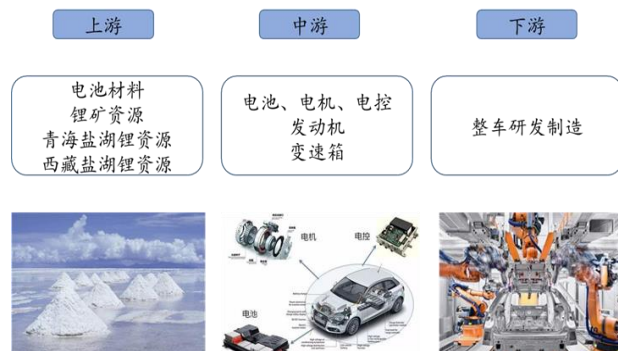 上游
中游
下游
电池材料
锂矿资源
青海盐湖锂资源
西藏盐湖锂资源
电池、电机、电控
发动机
变速箱
整车研发制造
电机
电控
电池